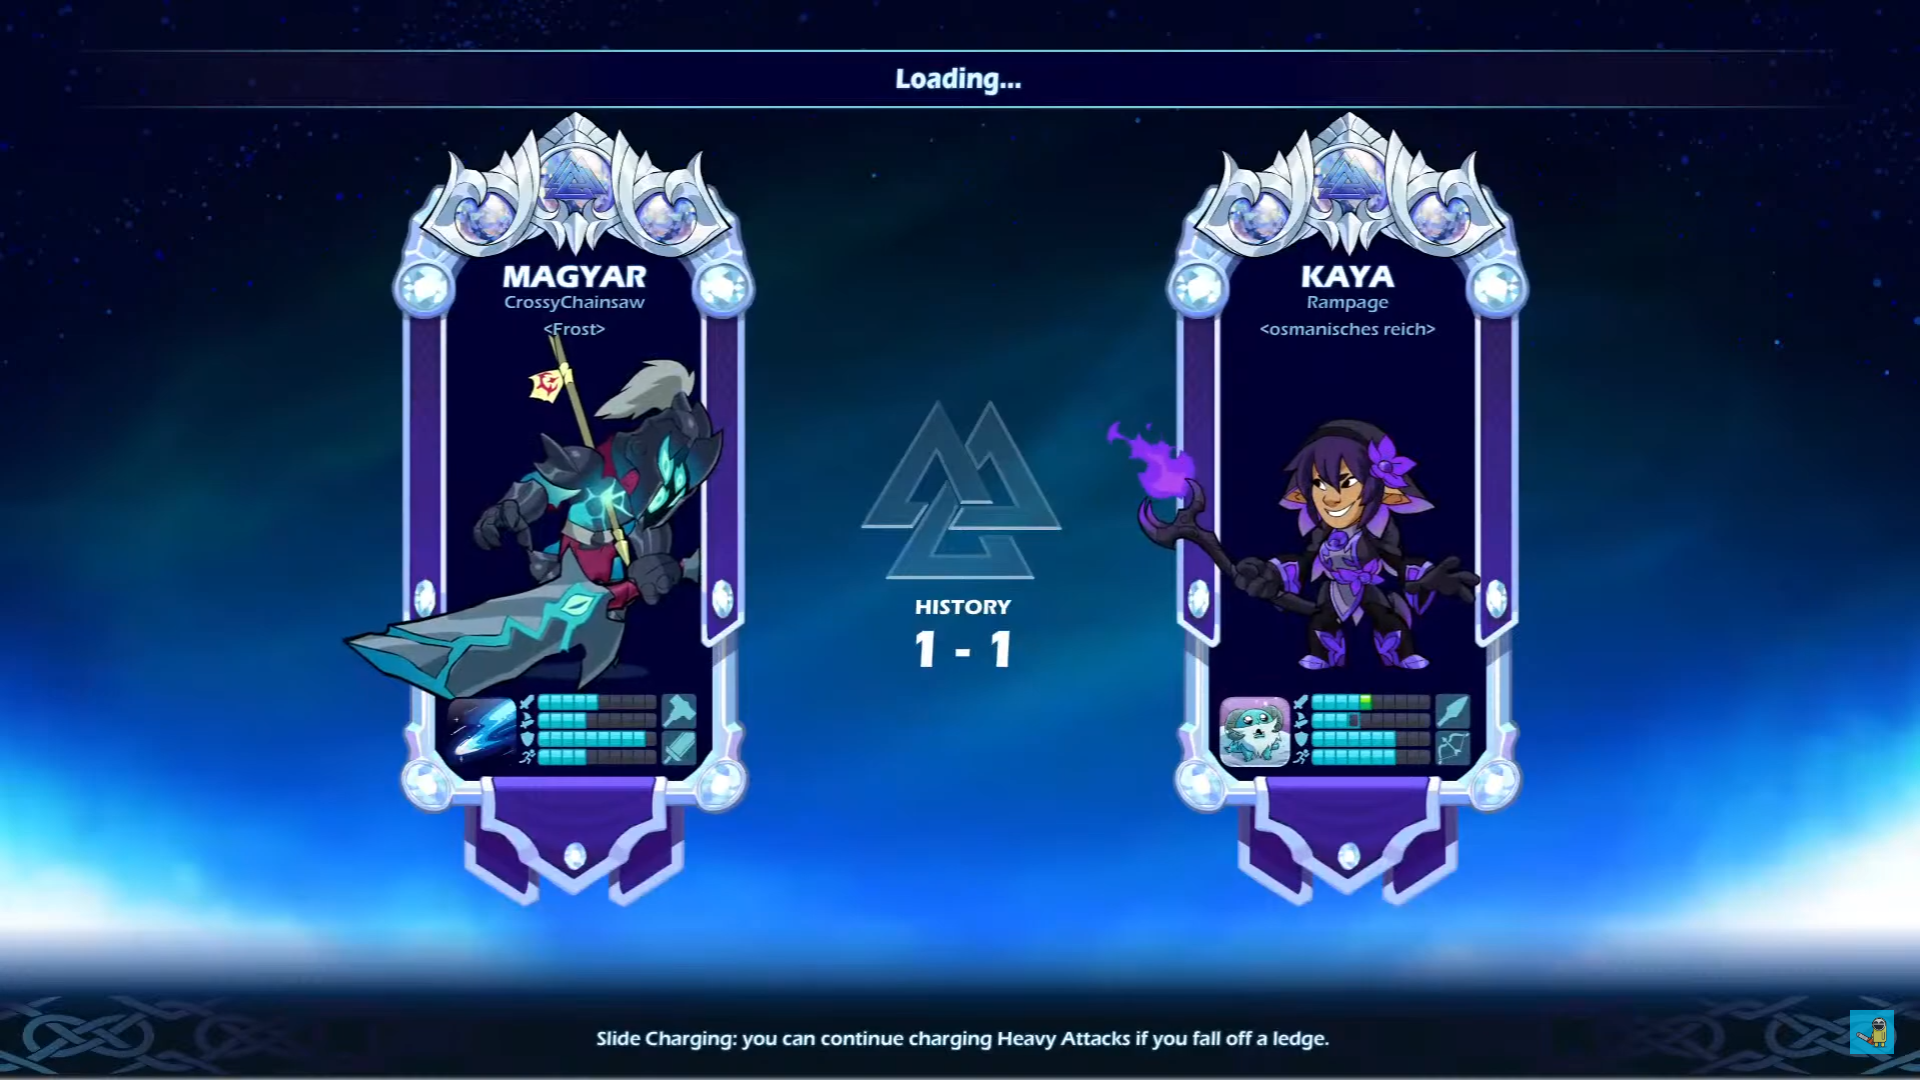 Loading...
MAGYAR
CrossyChainsaw
<Frost>
KAYA
Rampage
<osmanisches reich>
HISTORY
1 - 1
Slide Charging: you can continue charging Heavy Attacks if you fall off a ledge.